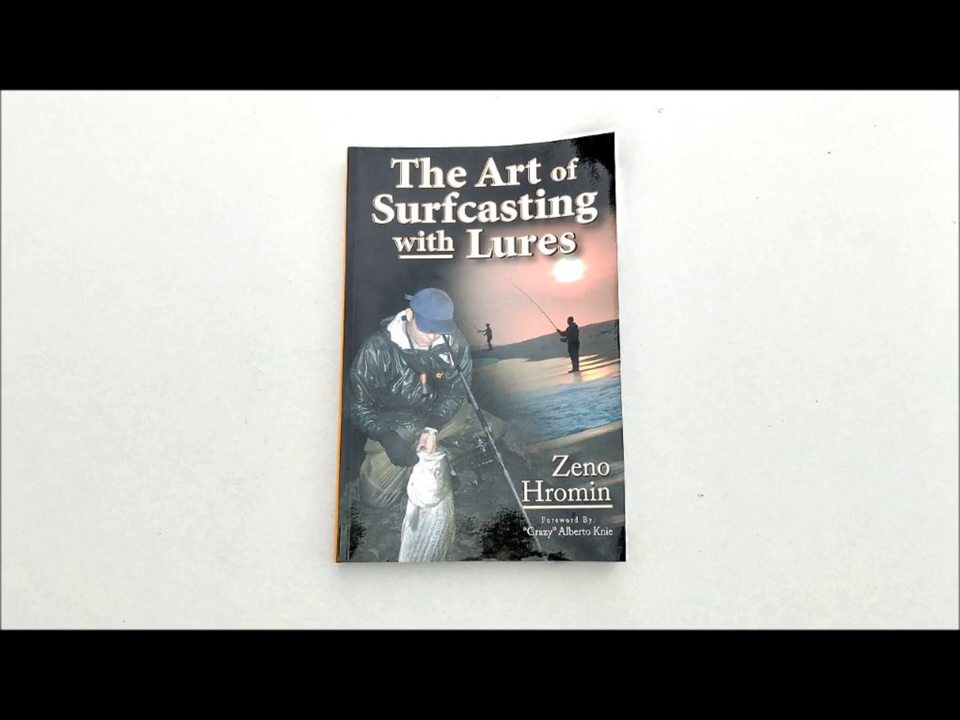 The Art of
Surfcasting
with Lures
Zeno
Hromin
Foreword By:
"Crazy" Alberto Knie